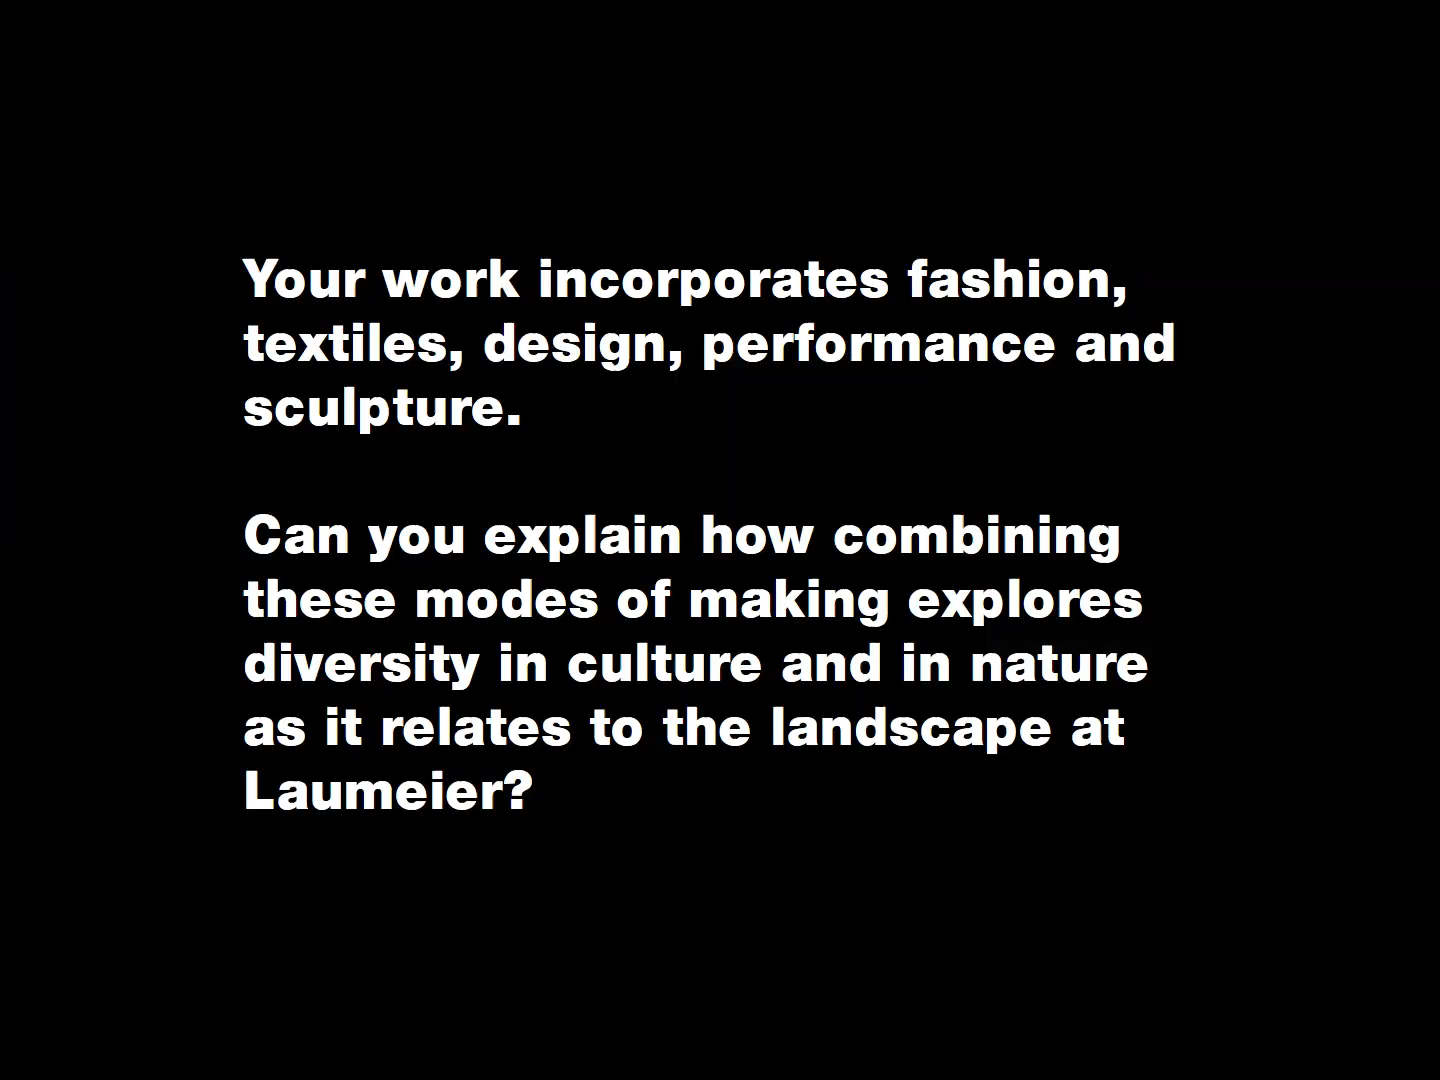 Your work incorporates fashion,
textiles, design, performance and
sculpture.
Can you explain how combining
these modes of making explores
diversity in culture and in nature
as it relates to the landscape at
Laumeier?